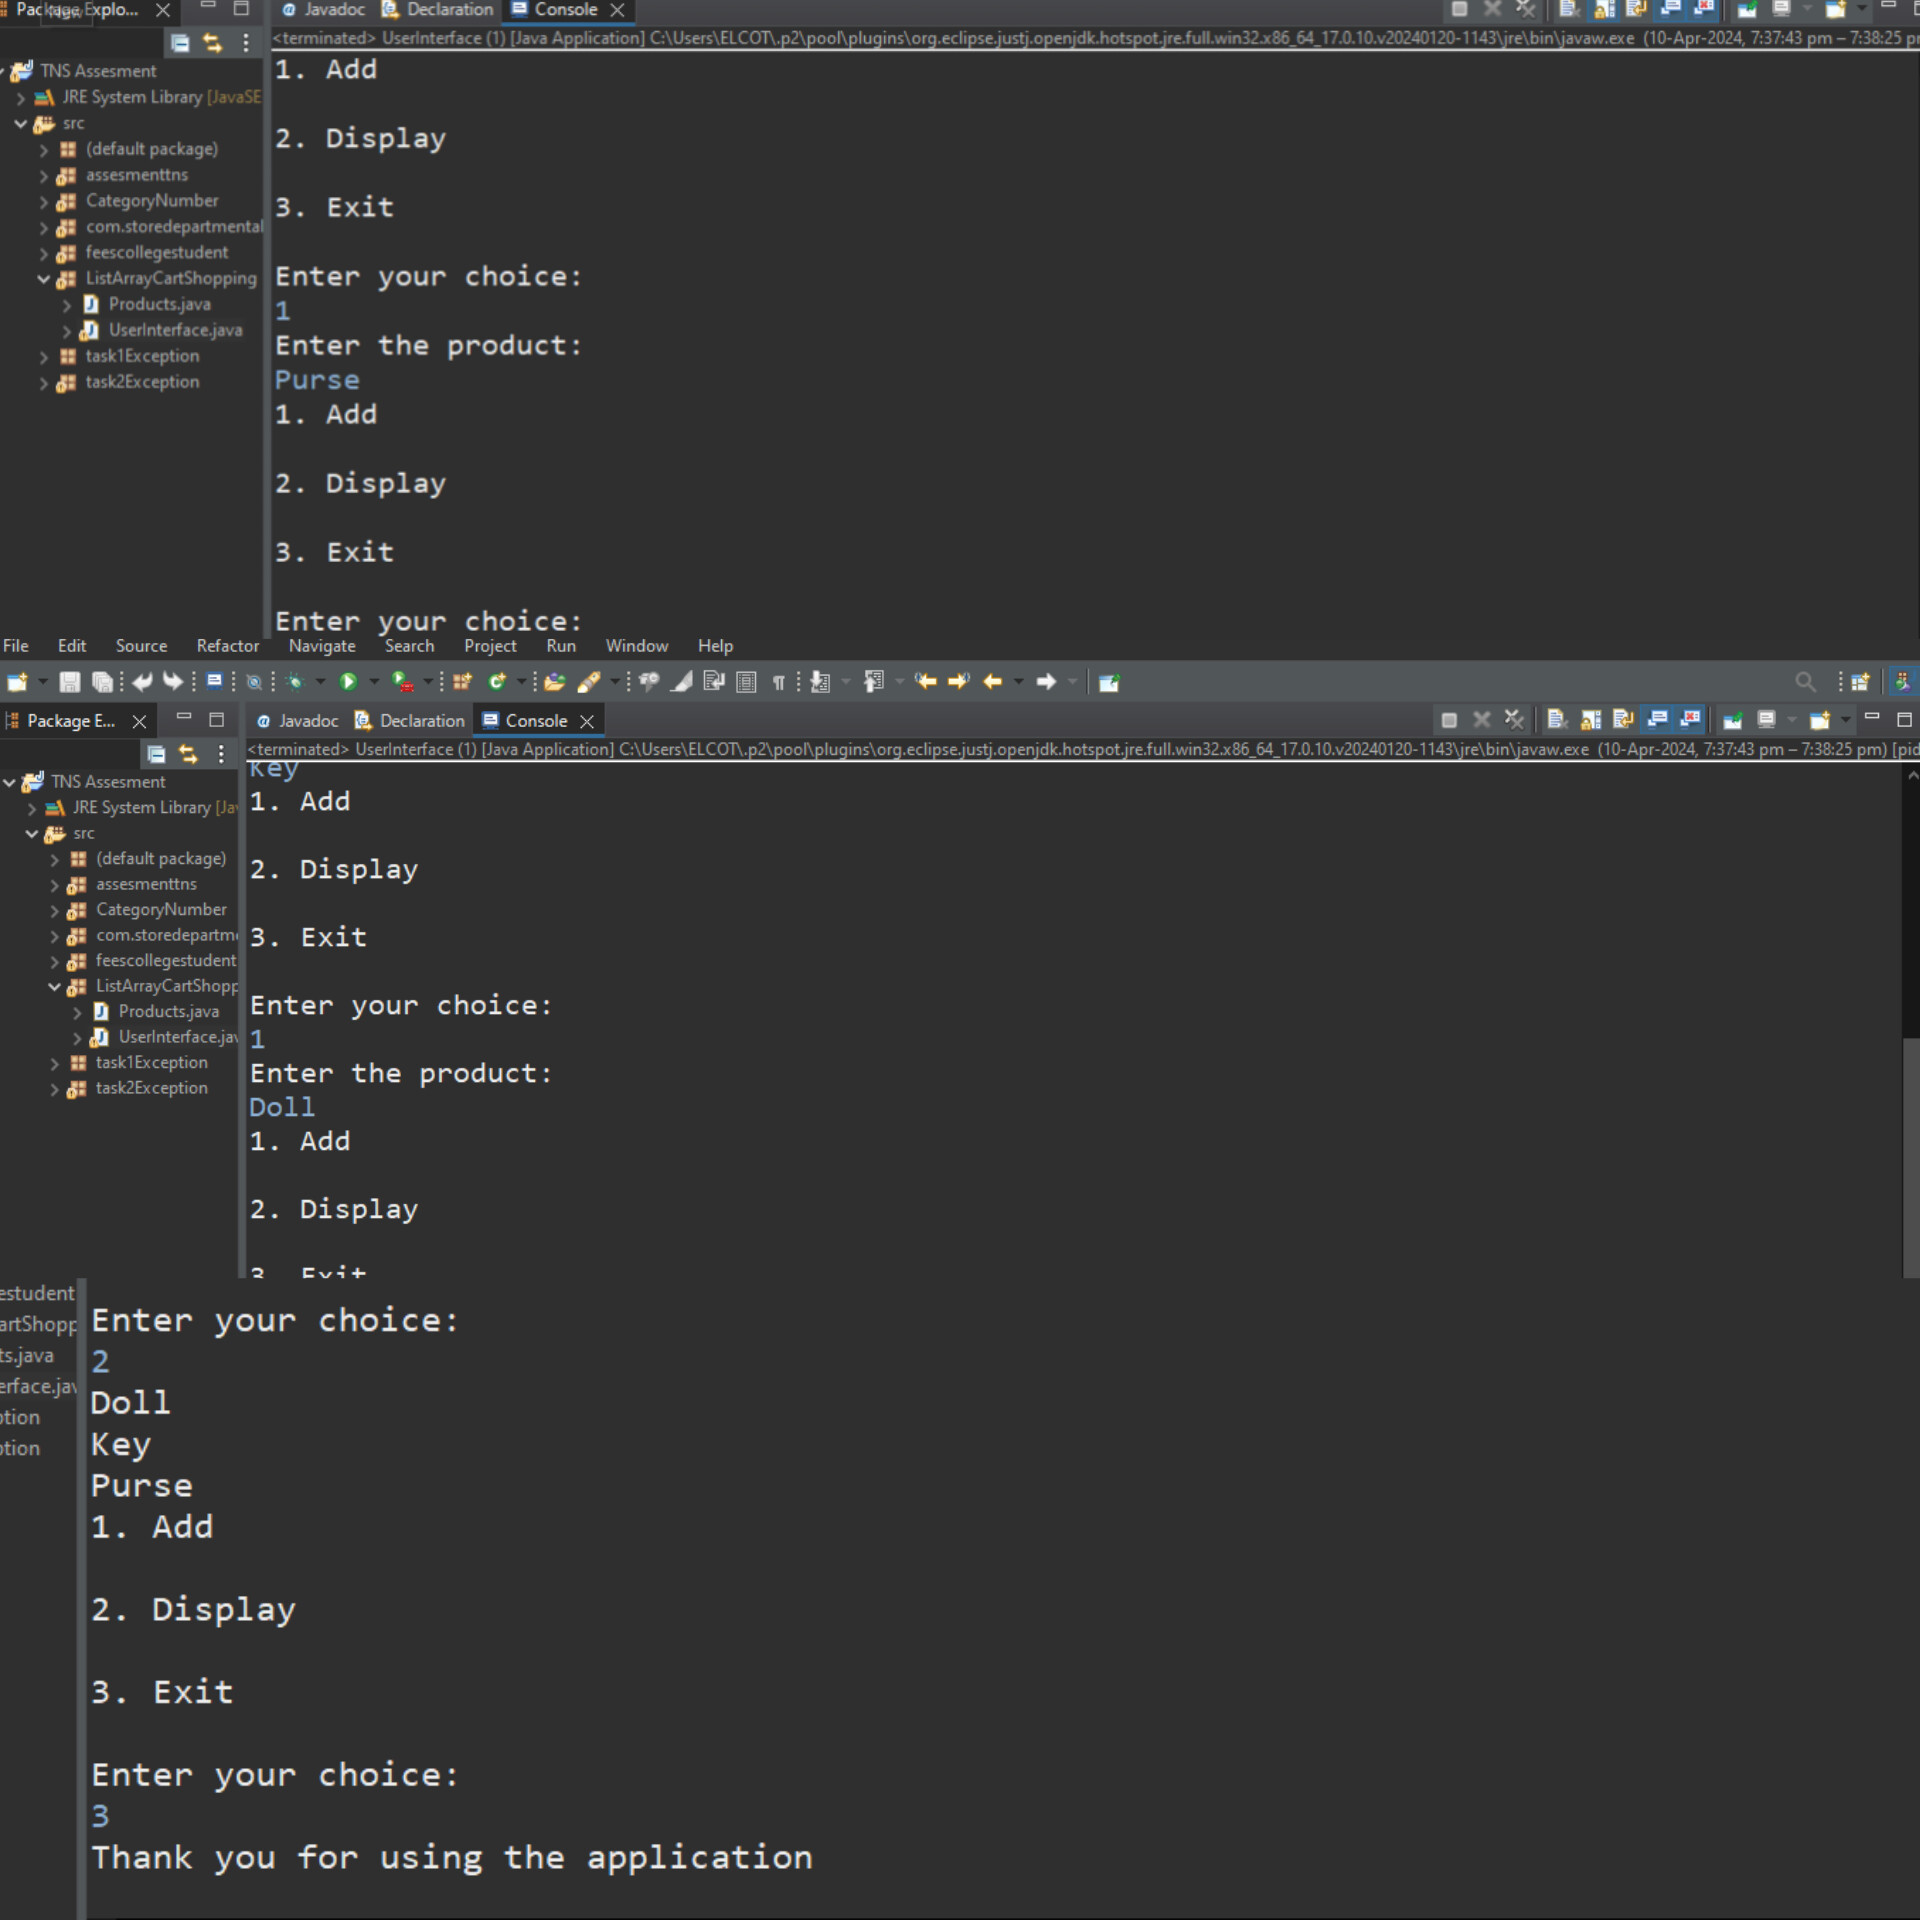 Package Explo...
Javadoc Declaration Console
<terminated> UserInterface (1) [Java Application] C:\Users\ELCOT\.p2\pool\plugins\org.eclipse.justj.openjdk.hotspot.jre.full.win32.x86_64_17.0.10.v20240120-1143\jre\bin\javaw.exe (10-Apr-2024, 7:37:43 pm – 7:38:25 pm
TNS Assesment
JRE System Library [JavaSE
src
(default package)
assesmenttns
CategoryNumber
com.storedepartmental
feescollegestudent
ListArrayCartShopping
Products.java
UserInterface.java
task1Exception
task2Exception
1. Add
2. Display
3. Exit
Enter your choice:
1
Enter the product:
Purse
1. Add
2. Display
3. Exit
Enter your choice:
File Edit Source Refactor Navigate Search Project Run Window Help
Package E...
Javadoc Declaration Console
<terminated> UserInterface (1) [Java Application] C:\Users\ELCOT\.p2\pool\plugins\org.eclipse.justj.openjdk.hotspot.jre.full.win32.x86_64_17.0.10.v20240120-1143\jre\bin\javaw.exe (10-Apr-2024, 7:37:43 pm – 7:38:25 pm) [pid
TNS Assesment
JRE System Library [Jav
src
(default package)
assesmenttns
CategoryNumber
com.storedepartme
feescollegestudent
ListArrayCartShopp
Products.java
UserInterface.jav
task1Exception
task2Exception
Key
1. Add
2. Display
3. Exit
Enter your choice:
1
Enter the product:
Doll
1. Add
2. Display
3. Exit
estudent
artShopp
ts.java
erface.jav
ption
ption
Enter your choice:
2
Doll
Key
Purse
1. Add
2. Display
3. Exit
Enter your choice:
3
Thank you for using the application